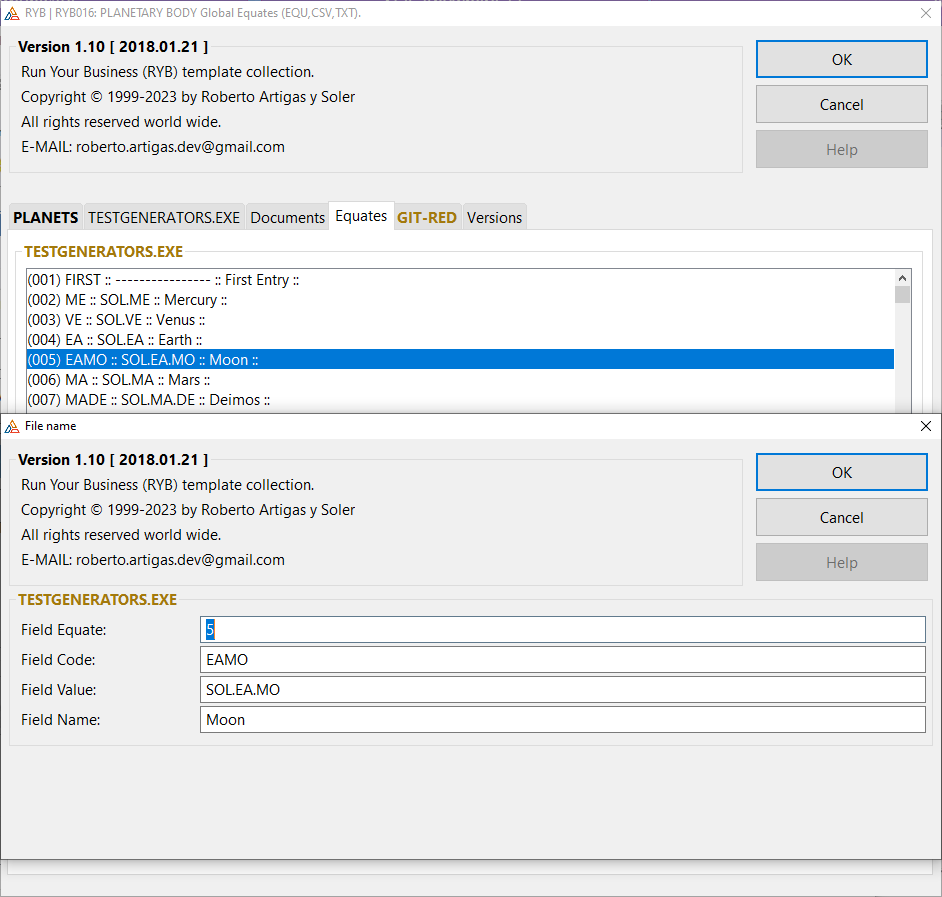 RYB | RYB016: PLANETARY BODY Global Equates (EQU,CSV,TXT).
Version 1.10 [ 2018.01.21 ]
Run Your Business (RYB) template collection.
Copyright © 1999-2023 by Roberto Artigas y Soler
All rights reserved world wide.
E-MAIL: roberto.artigas.dev@gmail.com
OK
Cancel
Help
PLANETS TESTGENERATORS.EXE Documents Equates GIT-RED Versions
TESTGENERATORS.EXE
(001) FIRST :: ---------------- :: First Entry ::
(002) ME :: SOL.ME :: Mercury ::
(003) VE :: SOL.VE :: Venus ::
(004) EA :: SOL.EA :: Earth ::
(005) EAMO :: SOL.EA.MO :: Moon ::
(006) MA :: SOL.MA :: Mars ::
(007) MADE :: SOL.MA.DE :: Deimos ::
File name
Version 1.10 [ 2018.01.21 ]
Run Your Business (RYB) template collection.
Copyright © 1999-2023 by Roberto Artigas y Soler
All rights reserved world wide.
E-MAIL: roberto.artigas.dev@gmail.com
OK
Cancel
Help
TESTGENERATORS.EXE
Field Equate: 5
Field Code: EAMO
Field Value: SOL.EA.MO
Field Name: Moon